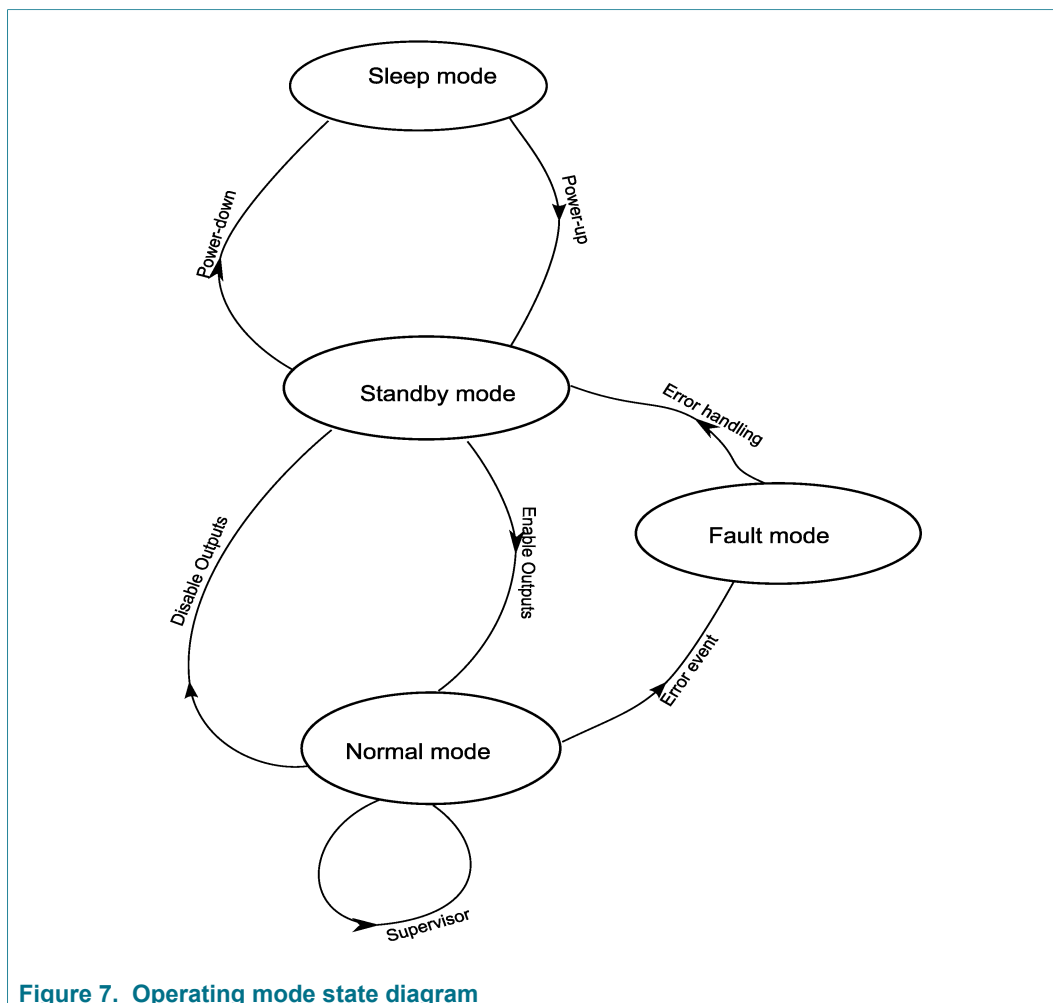 Sleep mode
Power-down
Power-up
Standby mode
Error handling
Enable Outputs
Disable Outputs
Fault mode
Error event
Normal mode
Supervisor
Figure 7. Operating mode state diagram